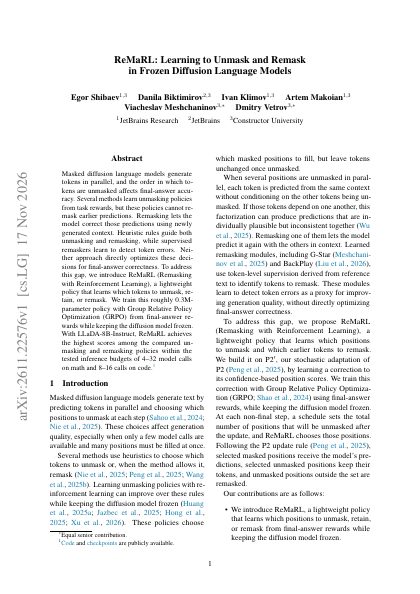 ReMaRL: Learning to Unmask and Remask
in Frozen Diffusion Language Models
Egor Shibaev1,3 Danila Biktimirov2,3 Ivan Klimov1,3 Artem Makoian1,3
Viacheslav Meshchaninov3,* Dmitry Vetrov3,*
1JetBrains Research 2JetBrains 3Constructor University
arXiv:2611.22576v1 [cs.LG] 17 Nov 2026
Abstract
Masked diffusion language models generate
tokens in parallel, and the order in which to-
kens are unmasked affects final-answer accu-
racy. Several methods learn unmasking policies
from task rewards, but these policies cannot re-
mask earlier predictions. Remasking lets the
model correct those predictions using newly
generated context. Heuristic rules guide both
unmasking and remasking, while supervised
remaskers learn to detect token errors. Nei-
ther approach directly optimizes these deci-
sions for final-answer correctness. To address
this gap, we introduce ReMaRL (Remasking
with Reinforcement Learning), a lightweight
policy that learns which tokens to unmask, re-
tain, or remask. We train this roughly 0.3M-
parameter policy with Group Relative Policy
Optimization (GRPO) from final-answer re-
wards while keeping the diffusion model frozen.
With LLaDA-8B-Instruct, ReMaRL achieves
the highest scores among the compared un-
masking and remasking policies within the
tested inference budgets of 4–32 model calls
on math and 8–16 calls on code.†
1 Introduction
Masked diffusion language models generate text by
predicting tokens in parallel and choosing which
positions to unmask at each step (Sahoo et al., 2024;
Nie et al., 2025). These choices affect generation
quality, especially when only a few model calls are
available and many positions must be filled at once.
Several methods use heuristics to choose which
tokens to unmask or, when the method allows it, to
remask (Nie et al., 2025; Peng et al., 2025; Wang
et al., 2025b). Learning unmasking policies with re-
inforcement learning can improve over these rules
while keeping the diffusion model frozen (Huang
et al., 2025a; Jazbec et al., 2025; Hong et al.,
2025; Xu et al., 2026). These policies choose
*Equal senior contribution.
†Code and checkpoints are publicly available.
which masked positions to fill, but leave tokens
unchanged once unmasked.
When several positions are unmasked in paral-
lel, each token is predicted from the same context
without conditioning on the other tokens being un-
masked. If those tokens depend on one another, this
factorization can produce predictions that are in-
dividually plausible but inconsistent together (Wu
et al., 2025). Remasking one of them lets the model
predict it again with the others in context. Learned
remasking modules, including G-Star (Meshchani-
nov et al., 2025) and BackPlay (Liu et al., 2026),
use token-level supervision derived from reference
text to identify tokens to remask. These modules
learn to detect token errors as a proxy for improv-
ing generation quality, without directly optimizing
final-answer correctness.
To address this gap, we propose ReMaRL
(Remasking with Reinforcement Learning), a
lightweight policy that learns which positions
to unmask and which earlier tokens to remask.
We build it on P2†, our stochastic adaptation of
P2 (Peng et al., 2025), by learning a correction to
its confidence-based position scores. We train this
correction with Group Relative Policy Optimiza-
tion (GRPO; Shao et al., 2024) using final-answer
rewards, while keeping the diffusion model frozen.
At each non-final step, a schedule sets the total
number of positions that will be unmasked after
the update, and ReMaRL chooses those positions.
Following the P2 update rule (Peng et al., 2025),
selected masked positions receive the model's pre-
dictions, selected unmasked positions keep their
tokens, and unmasked positions outside the set are
remasked.
Our contributions are as follows:
• We introduce ReMaRL, a lightweight policy
that learns which positions to unmask, retain,
or remask from final-answer rewards while
keeping the diffusion model frozen.
1